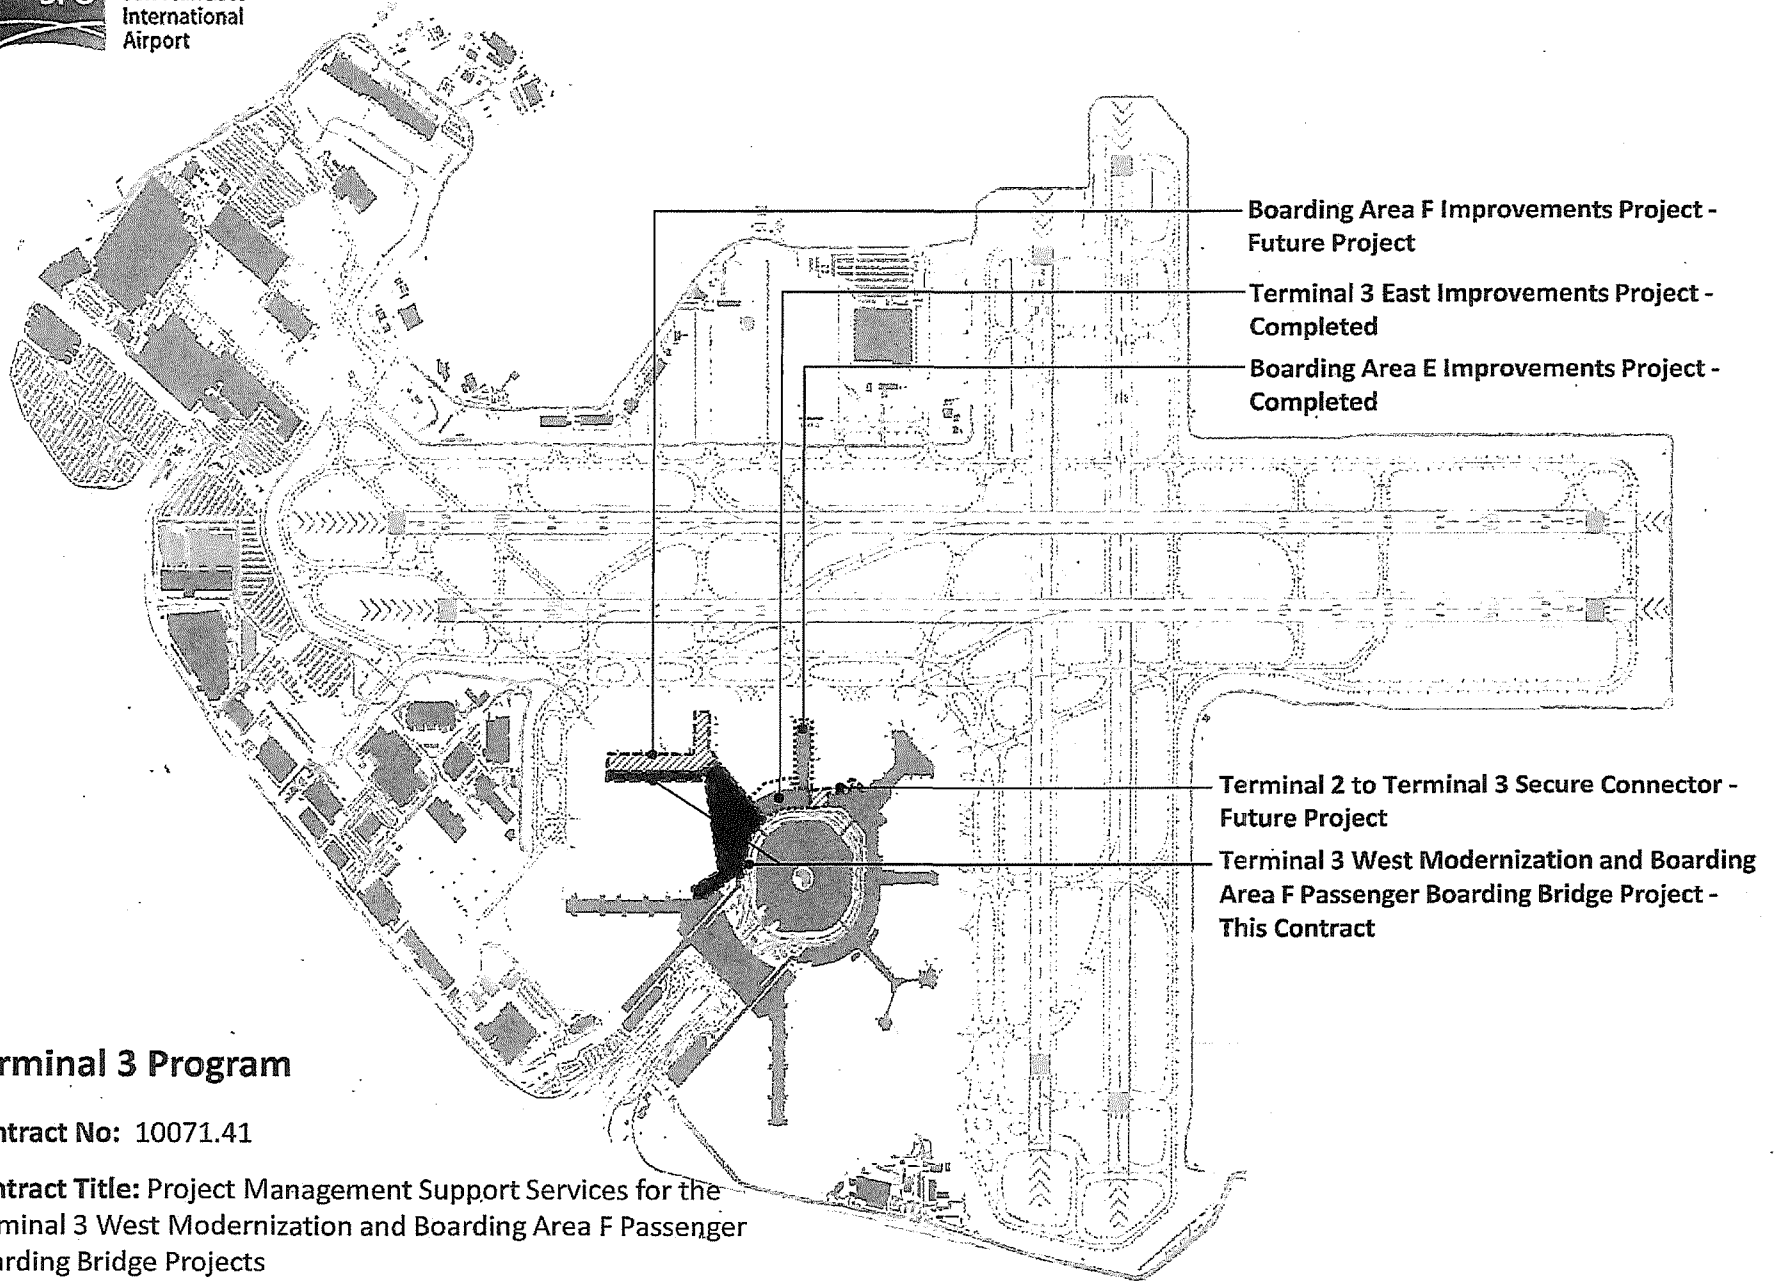 International
Airport
Boarding Area F Improvements Project -
Future Project
Terminal 3 East Improvements Project -
Completed
Boarding Area E Improvements Project -
Completed
Terminal 2 to Terminal 3 Secure Connector -
Future Project
Terminal 3 West Modernization and Boarding
Area F Passenger Boarding Bridge Project -
This Contract
rminal 3 Program
ntract No: 10071.41
ntract Title: Project Management Support Services for the
minal 3 West Modernization and Boarding Area F Passenger
arding Bridge Projects